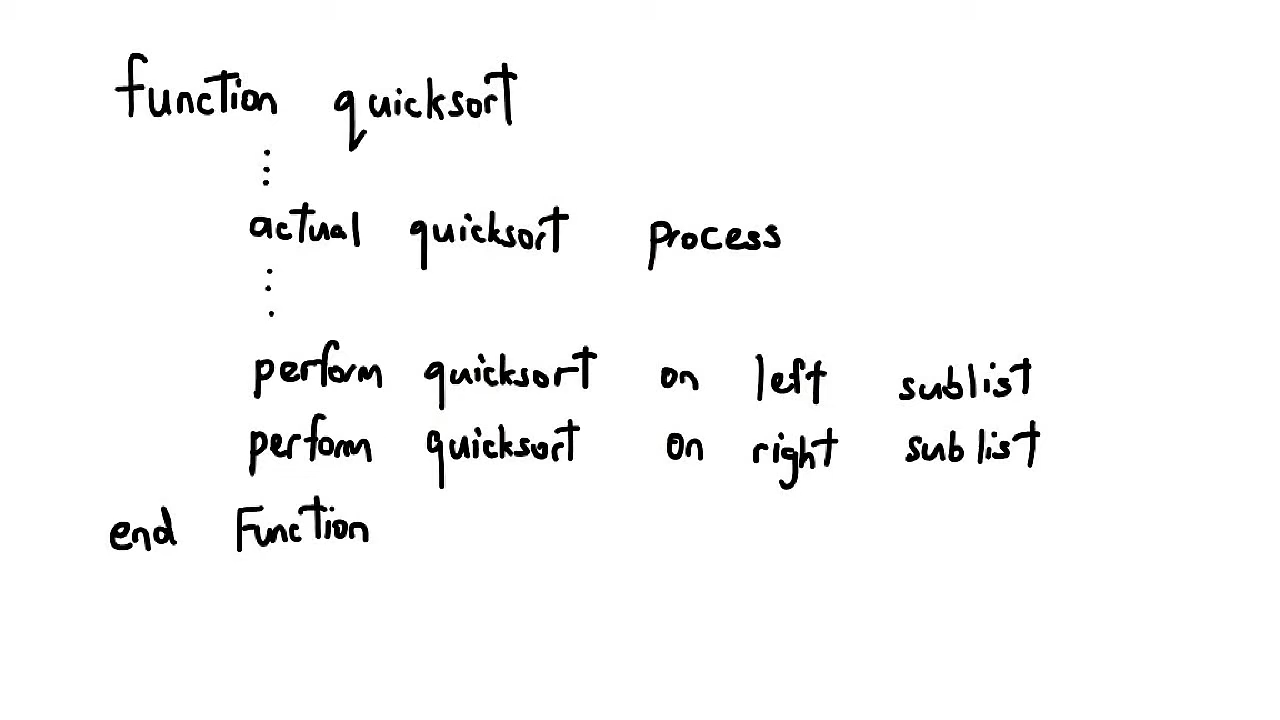 function quicksort
⋮
actual quicksort process
⋮
perform quicksort on left sublist
perform quicksort on right sublist
end Function